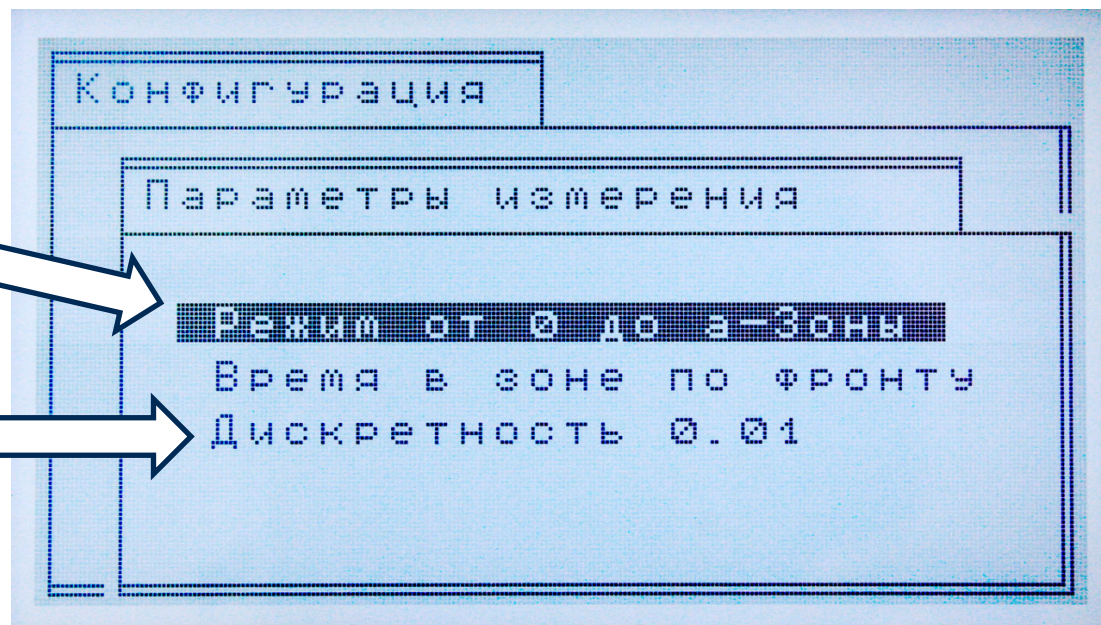 Конфигурация
Параметры измерения
Режим от 0 до а-Зоны
Время в зоне по фронту
Дискретность 0.01